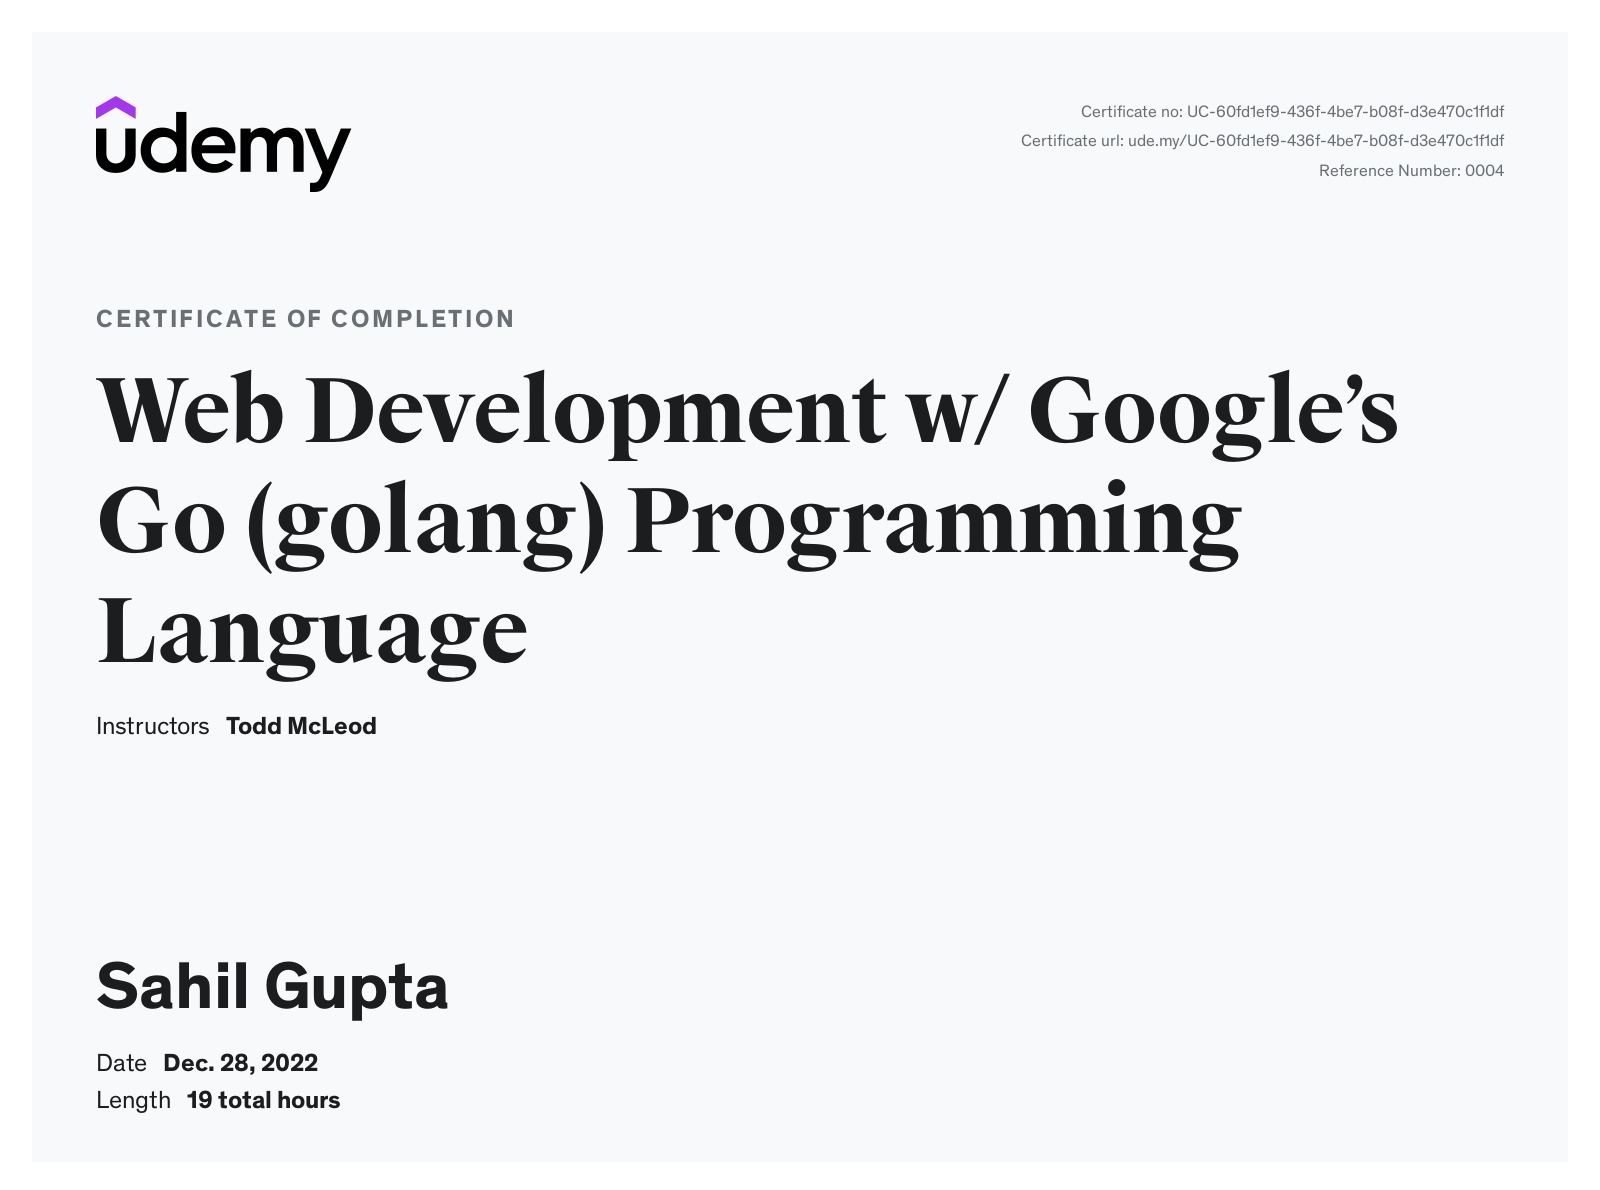 udemy
Certificate no: UC-60fd1ef9-436f-4be7-b08f-d3e470c1f1df
Certificate url: ude.my/UC-60fd1ef9-436f-4be7-b08f-d3e470c1f1df
Reference Number: 0004
CERTIFICATE OF COMPLETION
Web Development w/ Google’s
Go (golang) Programming
Language
Instructors Todd McLeod
Sahil Gupta
Date Dec. 28, 2022
Length 19 total hours